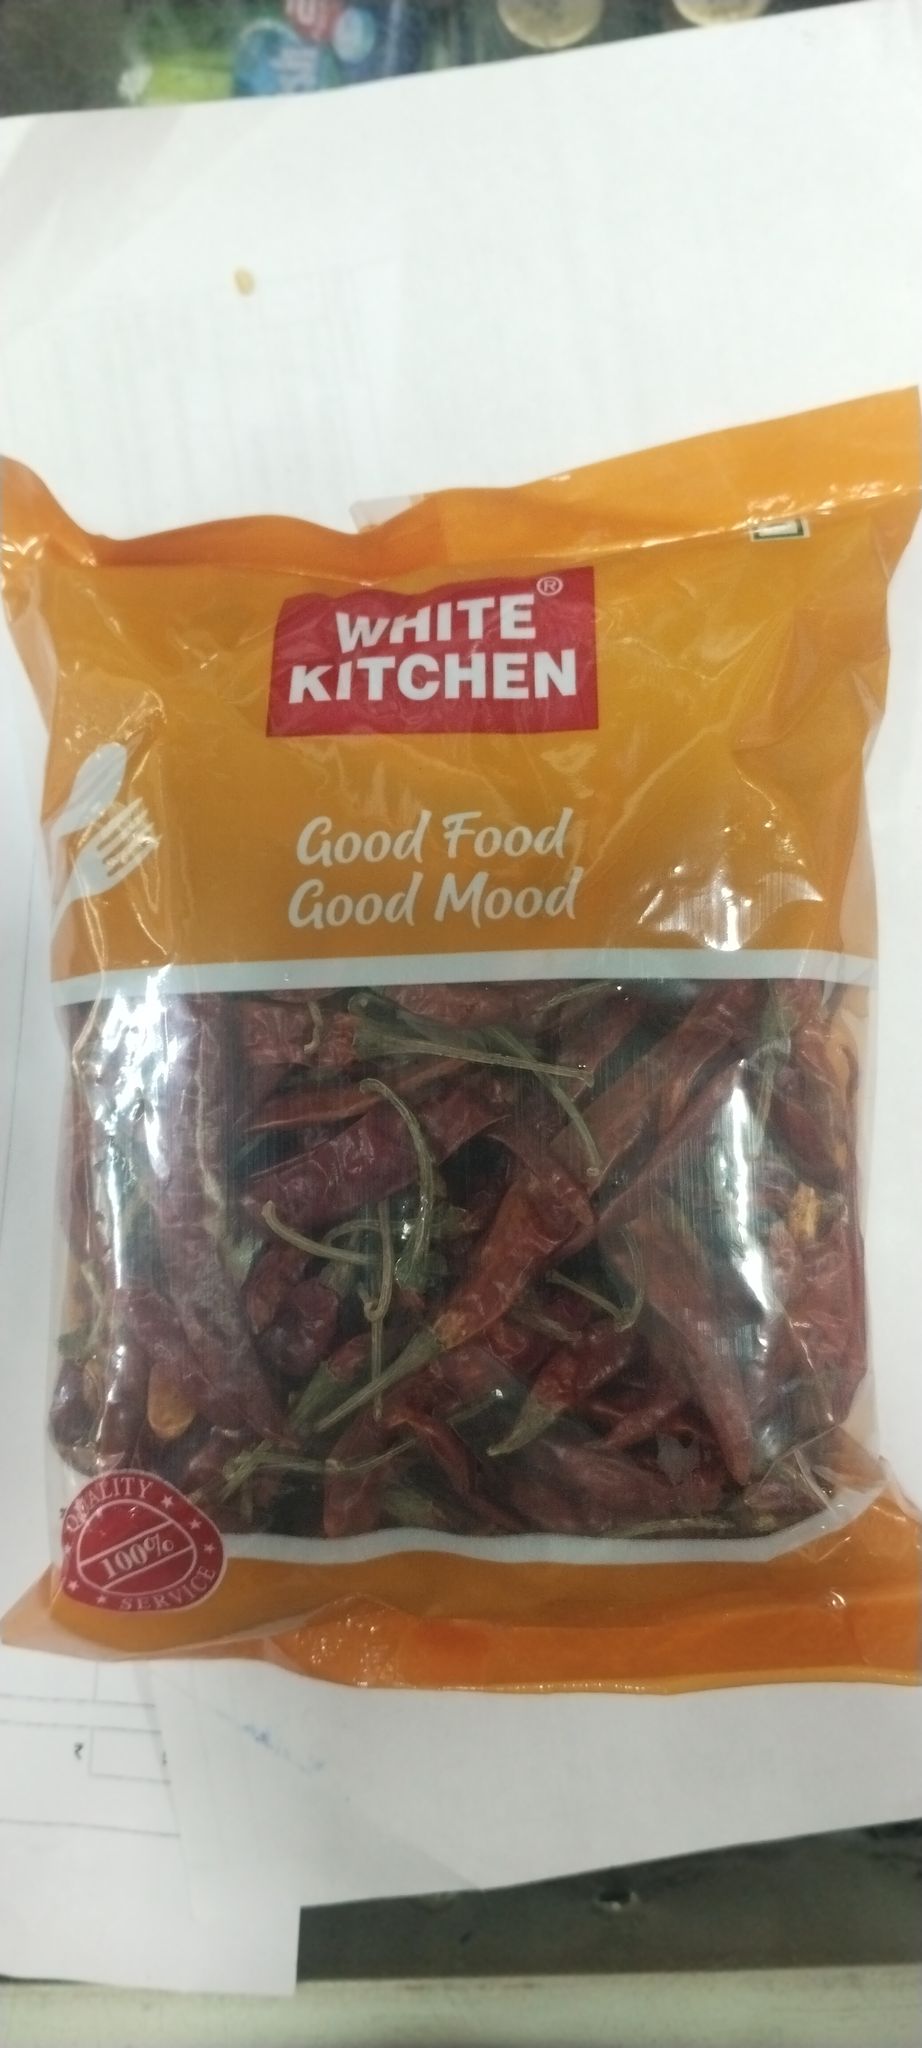 WHITE
KITCHEN
®
Good Food
Good Mood
QUALITY
100%
SERVICE